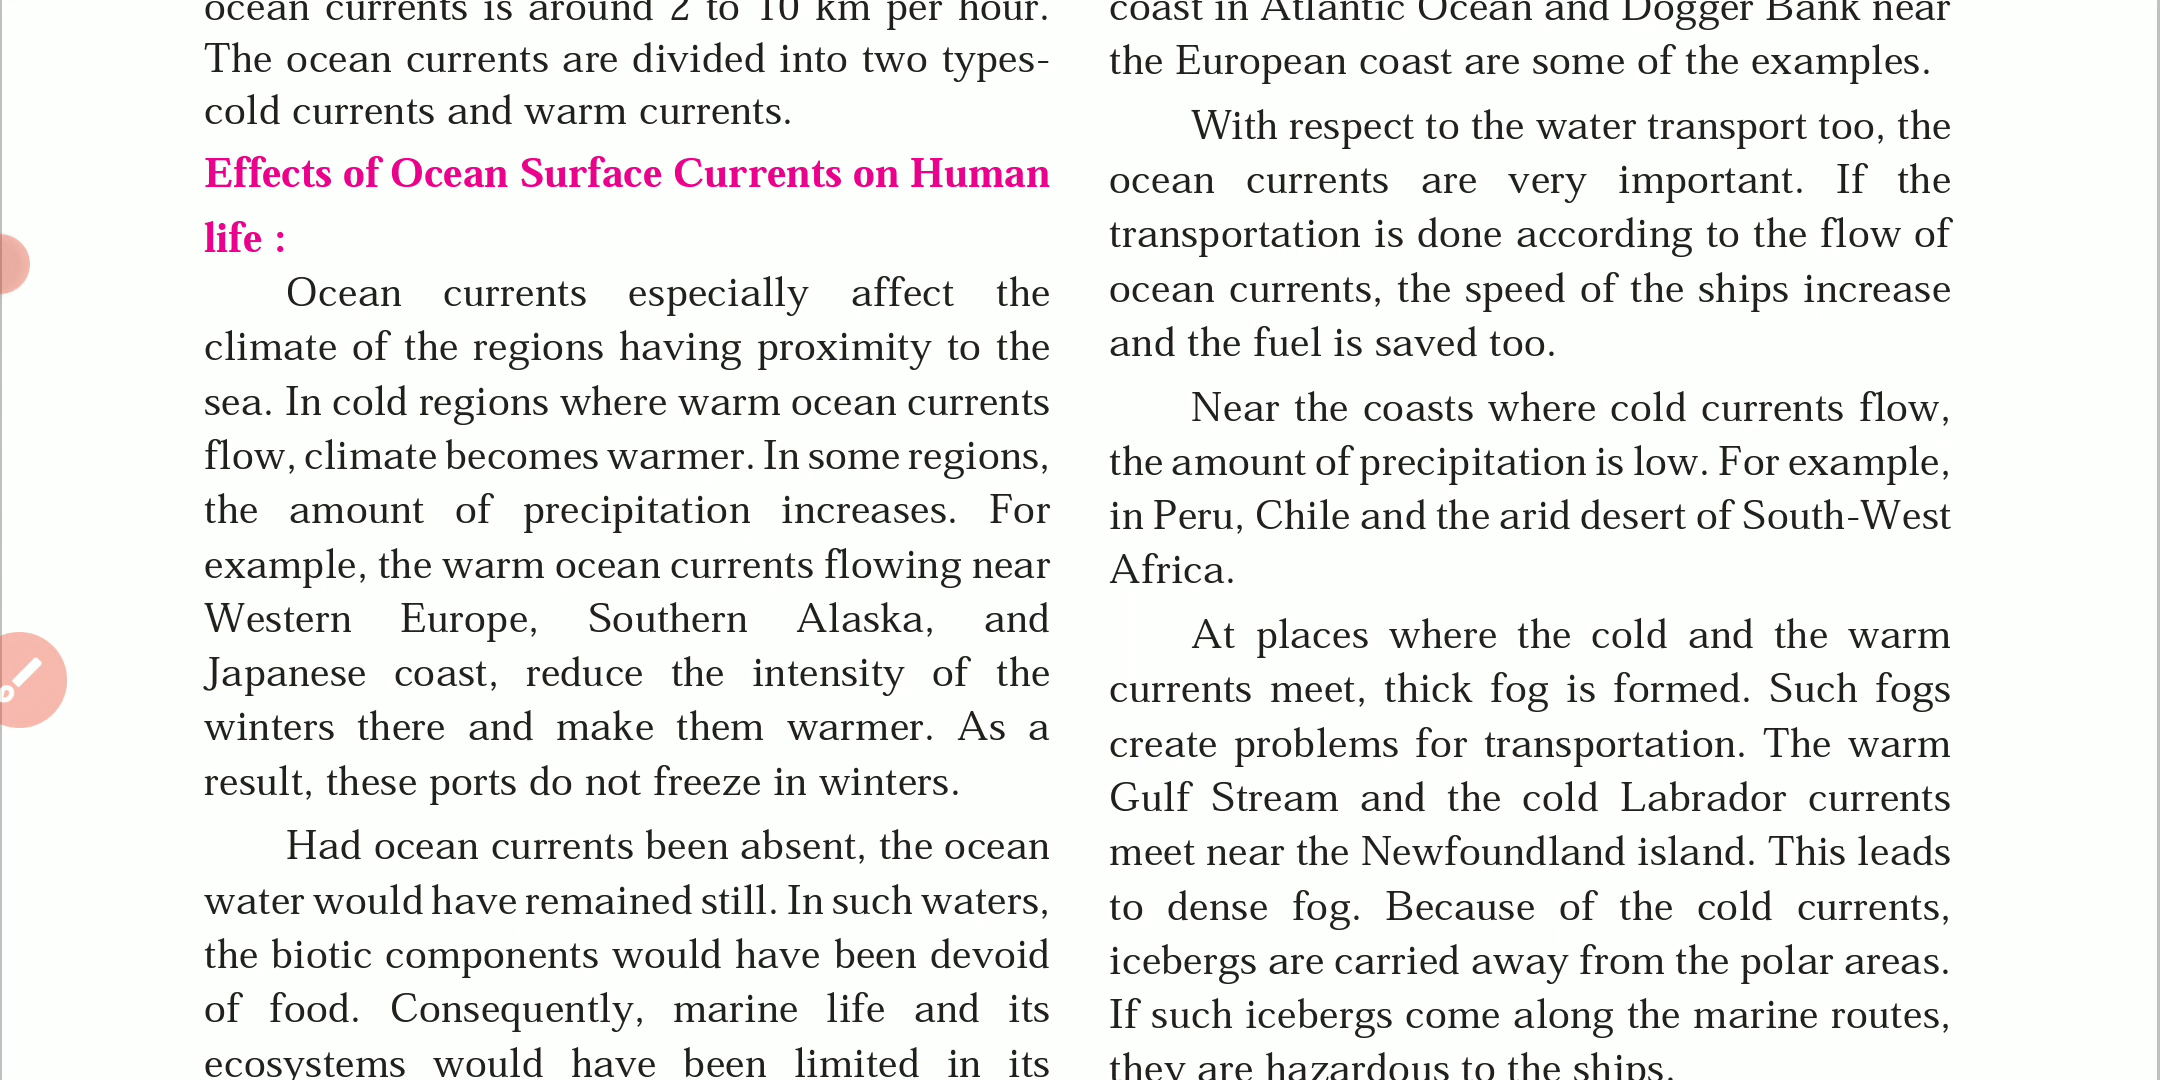 ocean currents is around 2 to 10 km per hour.
The ocean currents are divided into two types-
cold currents and warm currents.
Effects of Ocean Surface Currents on Human
life :
Ocean currents especially affect the
climate of the regions having proximity to the
sea. In cold regions where warm ocean currents
flow, climate becomes warmer. In some regions,
the amount of precipitation increases. For
example, the warm ocean currents flowing near
Western Europe, Southern Alaska, and
Japanese coast, reduce the intensity of the
winters there and make them warmer. As a
result, these ports do not freeze in winters.
Had ocean currents been absent, the ocean
water would have remained still. In such waters,
the biotic components would have been devoid
of food. Consequently, marine life and its
ecosystems would have been limited in its
coast in Atlantic Ocean and Dogger Bank near
the European coast are some of the examples.
With respect to the water transport too, the
ocean currents are very important. If the
transportation is done according to the flow of
ocean currents, the speed of the ships increase
and the fuel is saved too.
Near the coasts where cold currents flow,
the amount of precipitation is low. For example,
in Peru, Chile and the arid desert of South-West
Africa.
At places where the cold and the warm
currents meet, thick fog is formed. Such fogs
create problems for transportation. The warm
Gulf Stream and the cold Labrador currents
meet near the Newfoundland island. This leads
to dense fog. Because of the cold currents,
icebergs are carried away from the polar areas.
If such icebergs come along the marine routes,
they are hazardous to the ships.